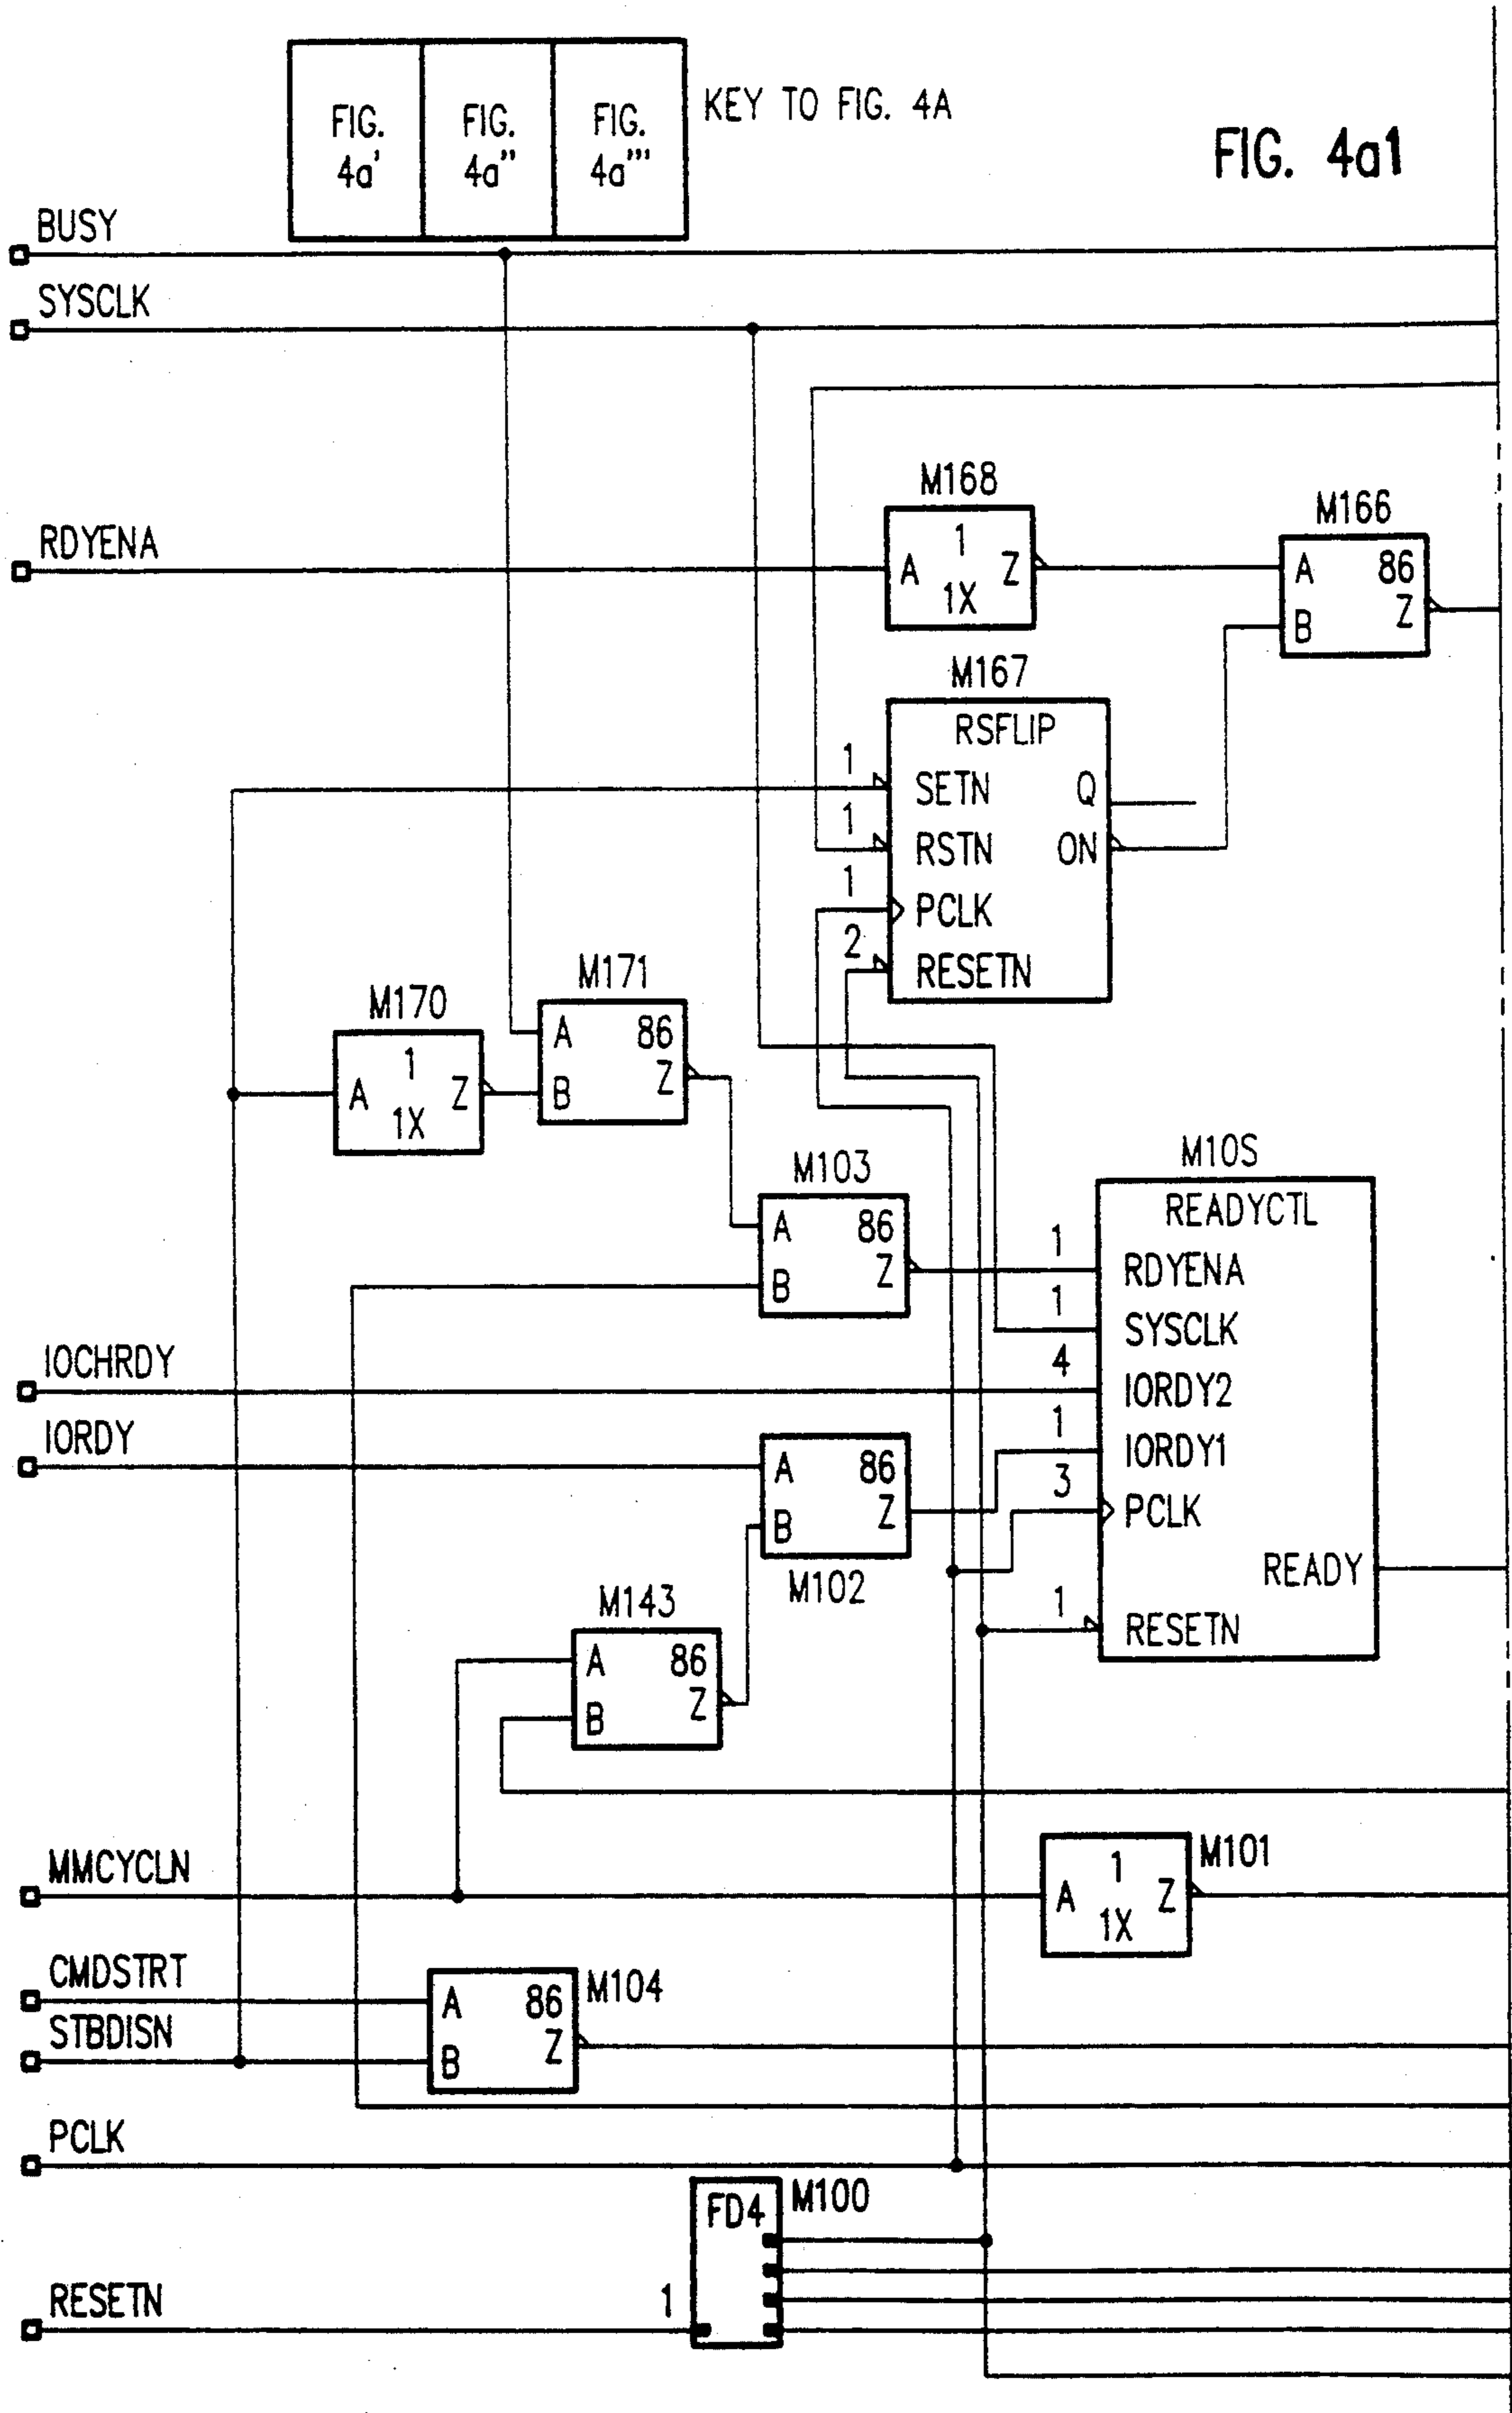 FIG. 4a' FIG. 4a'' FIG. 4a''' KEY TO FIG. 4A
FIG. 4a1
BUSY
SYSCLK
RDYENA
M168
A 1 Z
1X
M166
A 86
Z
B
M167
RSFLIP
1 SETN Q
1 RSTN ON
1 PCLK
2 RESETN
M170
1
A Z
1X
M171
A 86
B Z
M103
A 86
B Z
M10S
READYCTL
1 RDYENA
1 SYSCLK
4 IORDY2
1 IORDY1
3 PCLK
READY
1 RESETN
IOCHRDY
IORDY
A 86
B Z
M102
M143
A 86
B Z
MMCYCLN
M101
1
A Z
1X
CMDSTRT
STBDISN
A 86 M104
B Z
PCLK
FD4 M100
RESETN 1